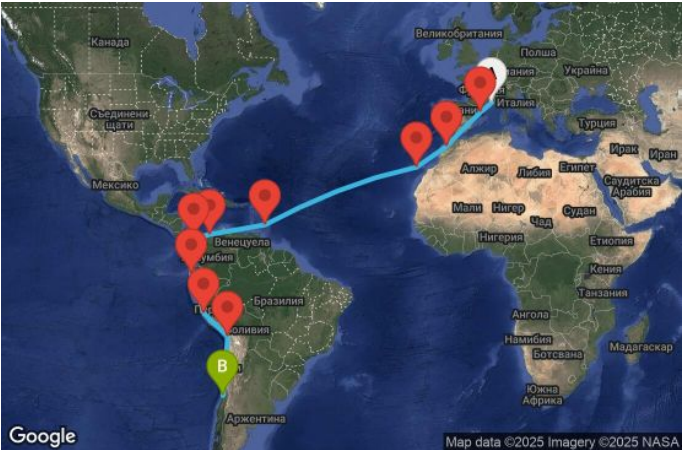 Канада
Великобритания
Полша
Украйна
Италия
Съединени
щати
Турция
Ирак
Иран
Алжир
Либия
Египет
Саудитска
Арабия
Мексико
Мали
Нигер
Чад
Судан
Венецуела
Нигерия
Етиопия
Кения
Бразилия
Танзания
Ангола
Намибия
Ботсвана
Мадагаскар
B
Южна
Африка
Аржентина
Google
Map data ©2025 Imagery ©2025 NASA